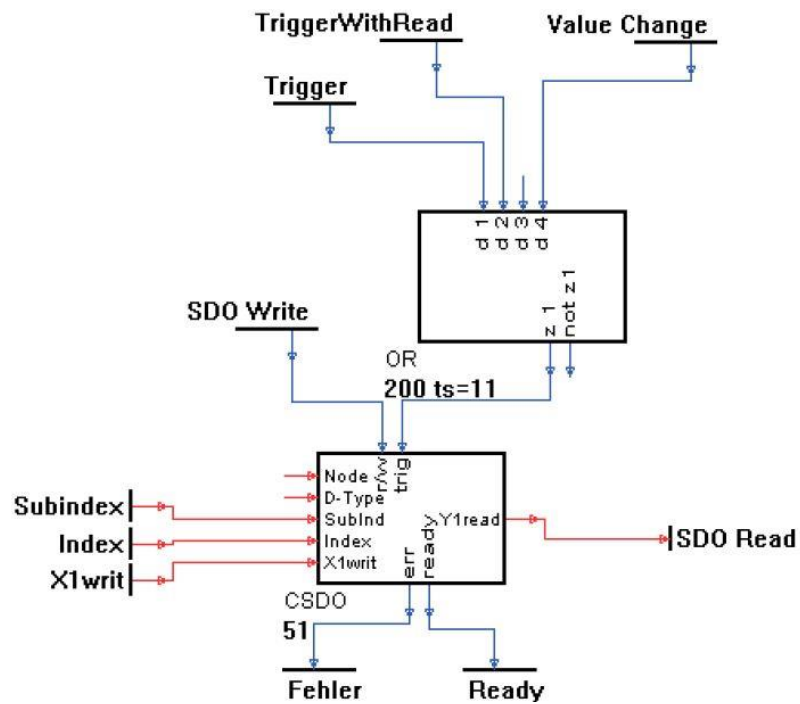 TriggerWithRead
Value Change
Trigger
d 1
d 2
d 3
d 4
z 1
not z 1
SDO Write
OR
200 ts=11
r/w
trig
Node
D-Type
SubInd
Index
X1writ
Y1read
err
ready
Subindex
Index
X1writ
SDO Read
CSDO
51
Fehler
Ready